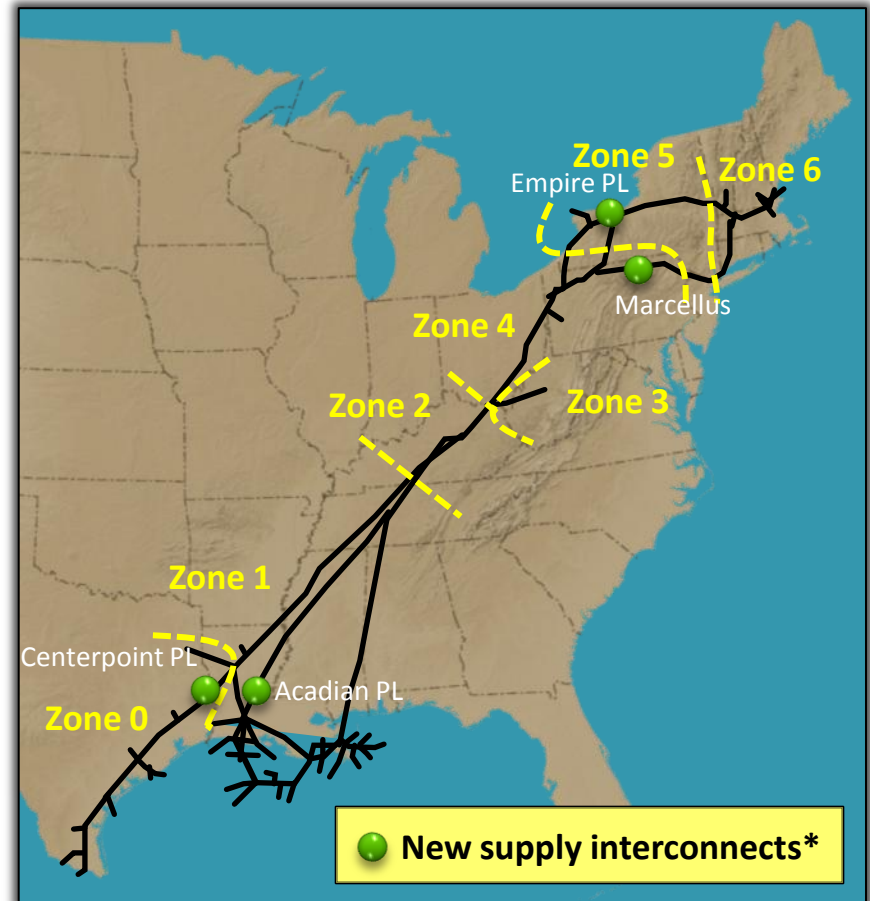 Zone 5
Zone 6
Empire PL
Marcellus
Zone 4
Zone 2
Zone 3
Zone 1
Centerpoint PL
Acadian PL
Zone 0
New supply interconnects*